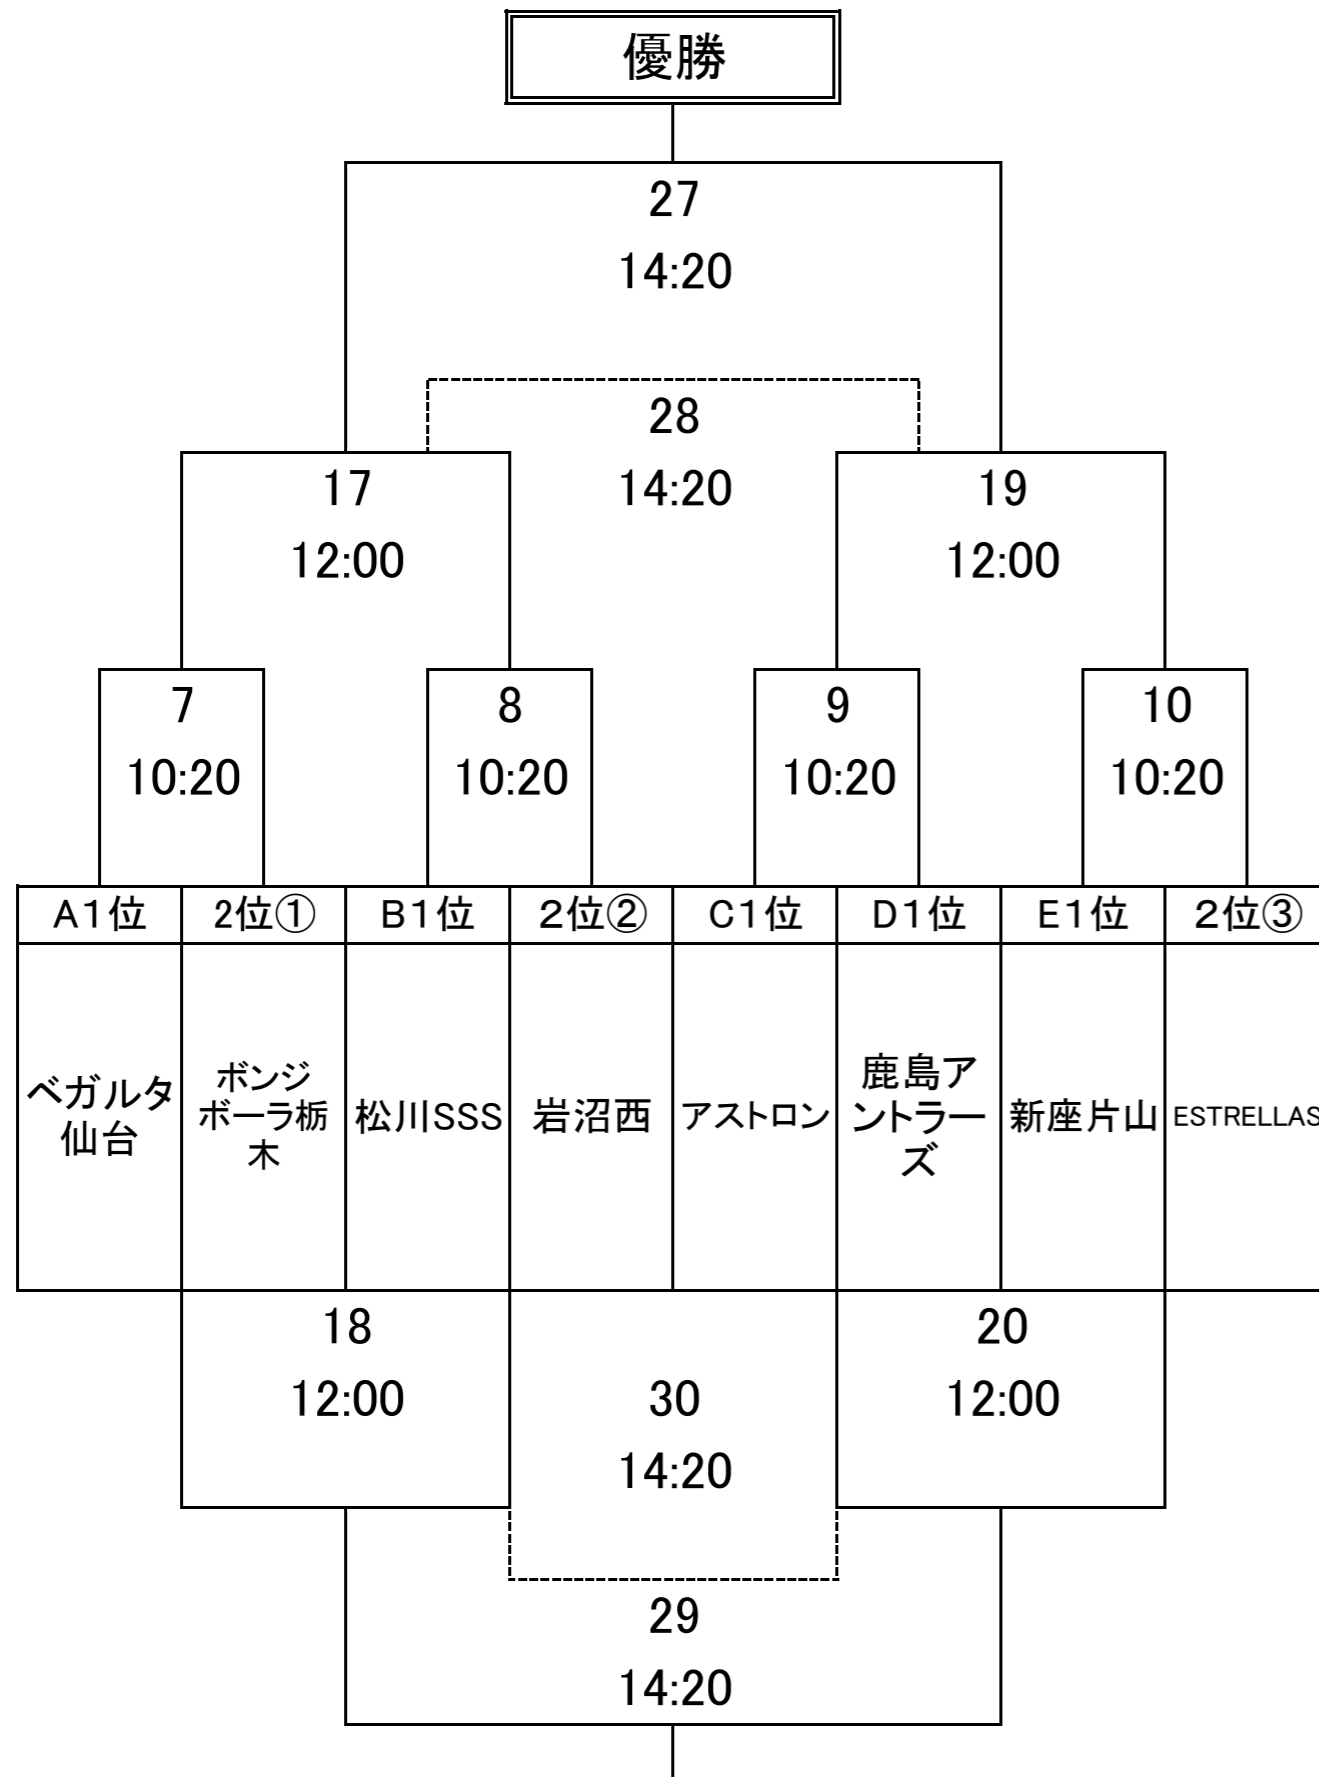 優勝
27
14:20
28
14:20
17
12:00
19
12:00
7
10:20
8
10:20
9
10:20
10
10:20
A1位
2位①
B1位
2位②
C1位
D1位
E1位
2位③
ベガルタ
仙台
ボンジ
ボーラ栃
木
松川SSS
岩沼西
アストロン
鹿島ア
ントラー
ズ
新座片山
ESTRELLAS
18
12:00
20
12:00
30
14:20
29
14:20